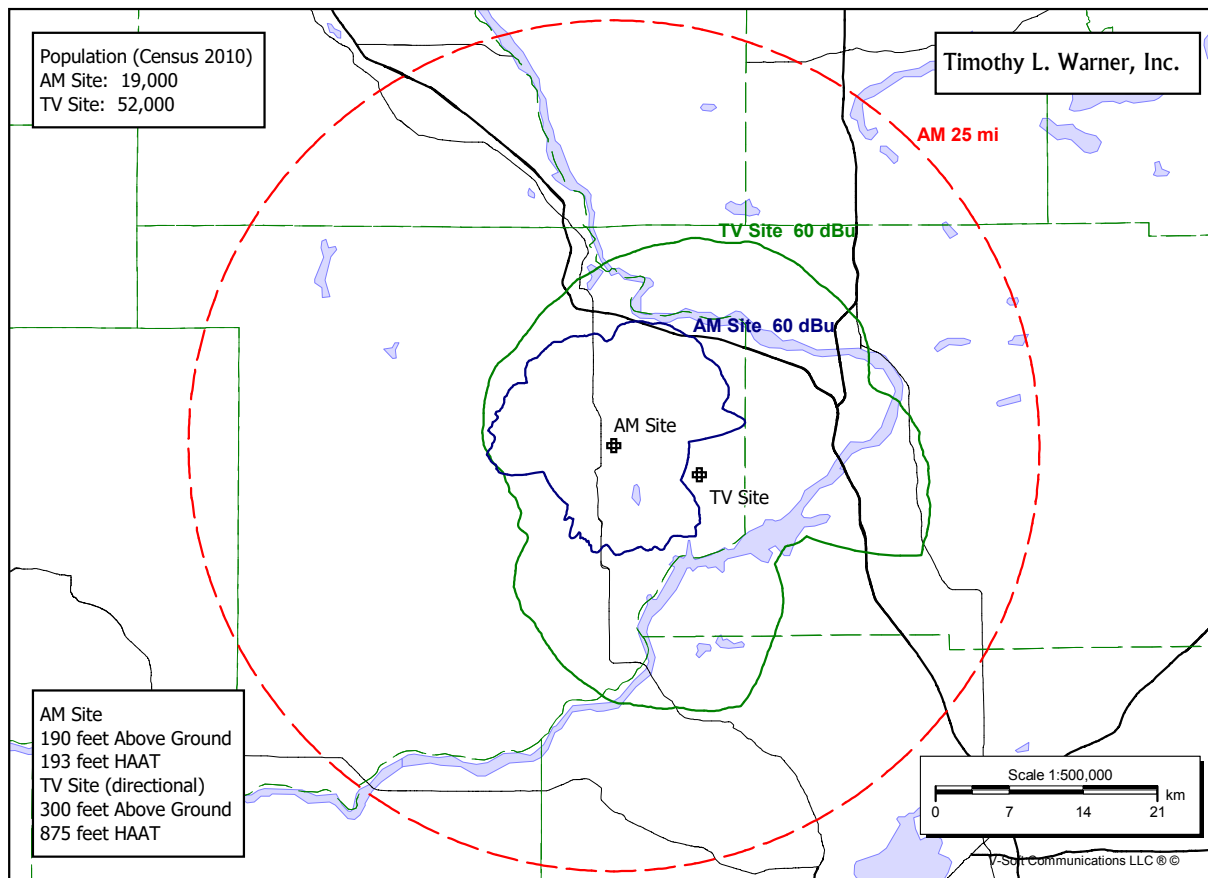 Population (Census 2010)
AM Site: 19,000
TV Site: 52,000
Timothy L. Warner, Inc.
AM 25 mi
TV Site 60 dBu
AM Site 60 dBu
AM Site
TV Site
AM Site
190 feet Above Ground
193 feet HAAT
TV Site (directional)
300 feet Above Ground
875 feet HAAT
Scale 1:500,000
0 7 14 21 km
V-Soft Communications LLC ® ©